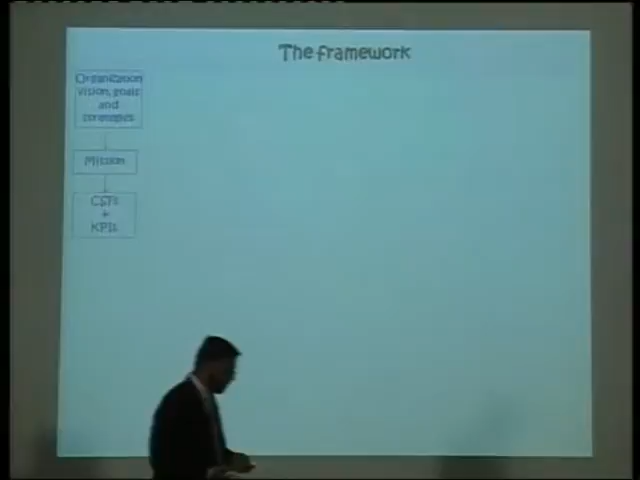 The framework
Organization
vision, goals
and
strategies
Mission
CSFs
+
KPIs